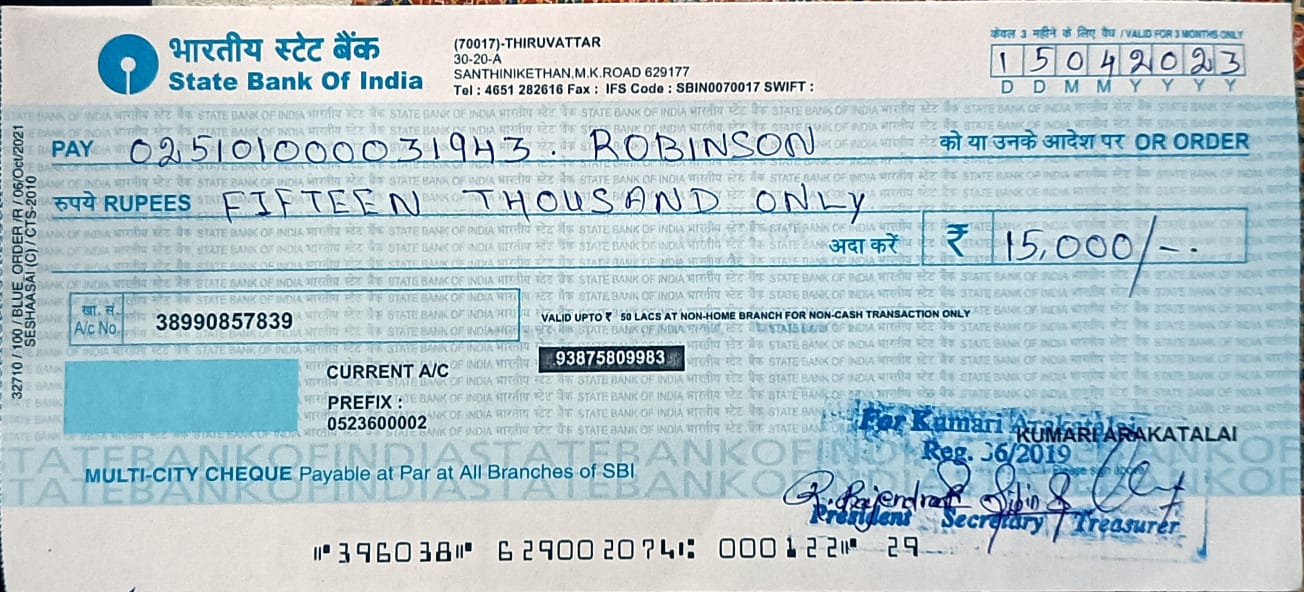 भारतीय स्टेट बैंक
State Bank Of India
(70017)-THIRUVATTAR
30-20-A
SANTHINIKETHAN,M.K.ROAD 629177
Tel : 4651 282616 Fax : IFS Code : SBIN0070017 SWIFT :
केवल 3 महीने के लिए वैध /VALID FOR 3 MONTHS ONLY
15042023
D D M M Y Y Y Y
PAY 025101000031943. ROBINSON को या उनके आदेश पर OR ORDER
रुपये RUPEES FIFTEEN THOUSAND ONLY
अदा करें ₹ 15,000/-.
खा. सं.
A/c No. 38990857839
VALID UPTO ₹ 50 LACS AT NON-HOME BRANCH FOR NON-CASH TRANSACTION ONLY
93875809983
CURRENT A/C
PREFIX :
0523600002
For Kumari
KUMARI ARAKATALAI
Reg. 36/2019
Please sign above
MULTI-CITY CHEQUE Payable at Par at All Branches of SBI
R. Rajendran
President Secretary / Treasurer
⑈396038⑈ 629002074⑆ 000122⑈ 29
32710 / 100 / BLUE_ORDER / R / 06/Oct/2021
SESHAASAI (C) / CTS-2010